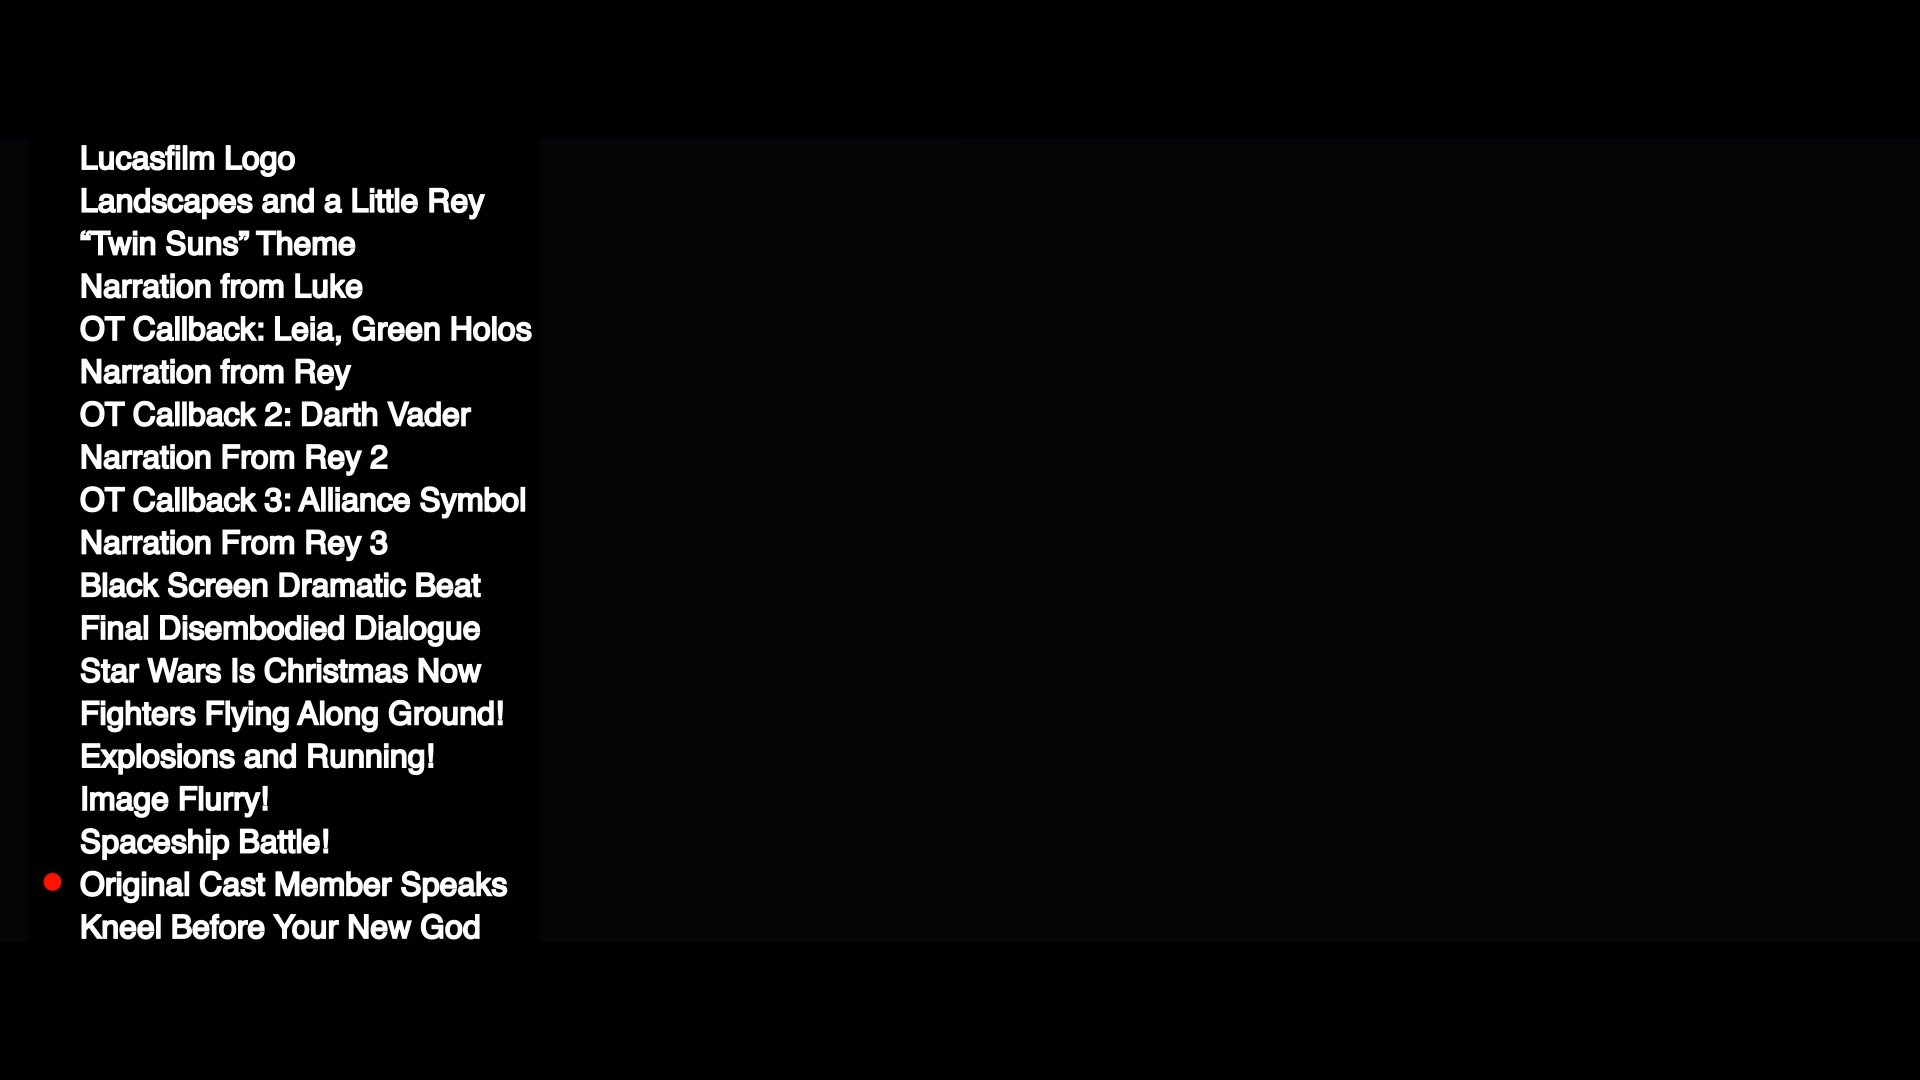 Lucasfilm Logo
Landscapes and a Little Rey
“Twin Suns” Theme
Narration from Luke
OT Callback: Leia, Green Holos
Narration from Rey
OT Callback 2: Darth Vader
Narration From Rey 2
OT Callback 3: Alliance Symbol
Narration From Rey 3
Black Screen Dramatic Beat
Final Disembodied Dialogue
Star Wars Is Christmas Now
Fighters Flying Along Ground!
Explosions and Running!
Image Flurry!
Spaceship Battle!
Original Cast Member Speaks
Kneel Before Your New God